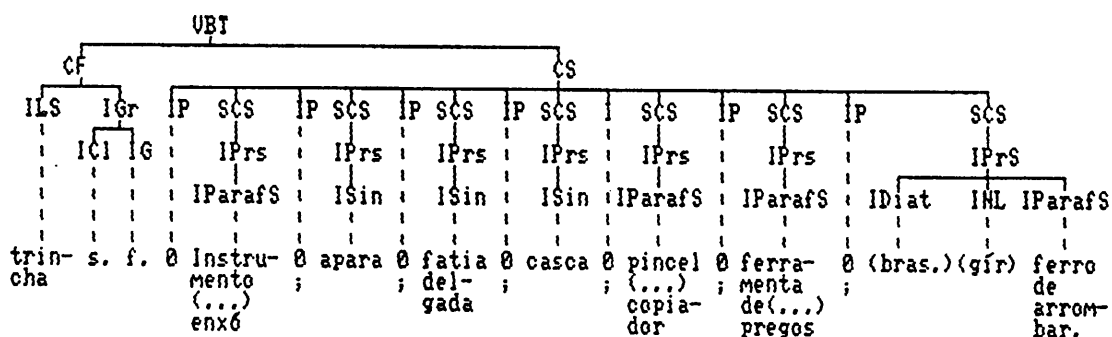 VBT
CF CS
ILS IGr IP SCS IP SCS IP SCS IP SCS I SCS IP SCS IP SCS
ICl IG IPrs IPrs IPrs IPrs IPrs IPrs IPrS
IParafS ISin ISin ISin IParafS IParafS IDiat INL IParafS
trin- s. f. 0 Instru- 0 apara 0 fatia 0 casca 0 pincel 0 ferra- 0 (bras.)(gír) ferro
cha mento ; ; del- ; ; (...) ; menta ; de
(...) gada copia- de(...) arrom-
enxó dor pregos bar.